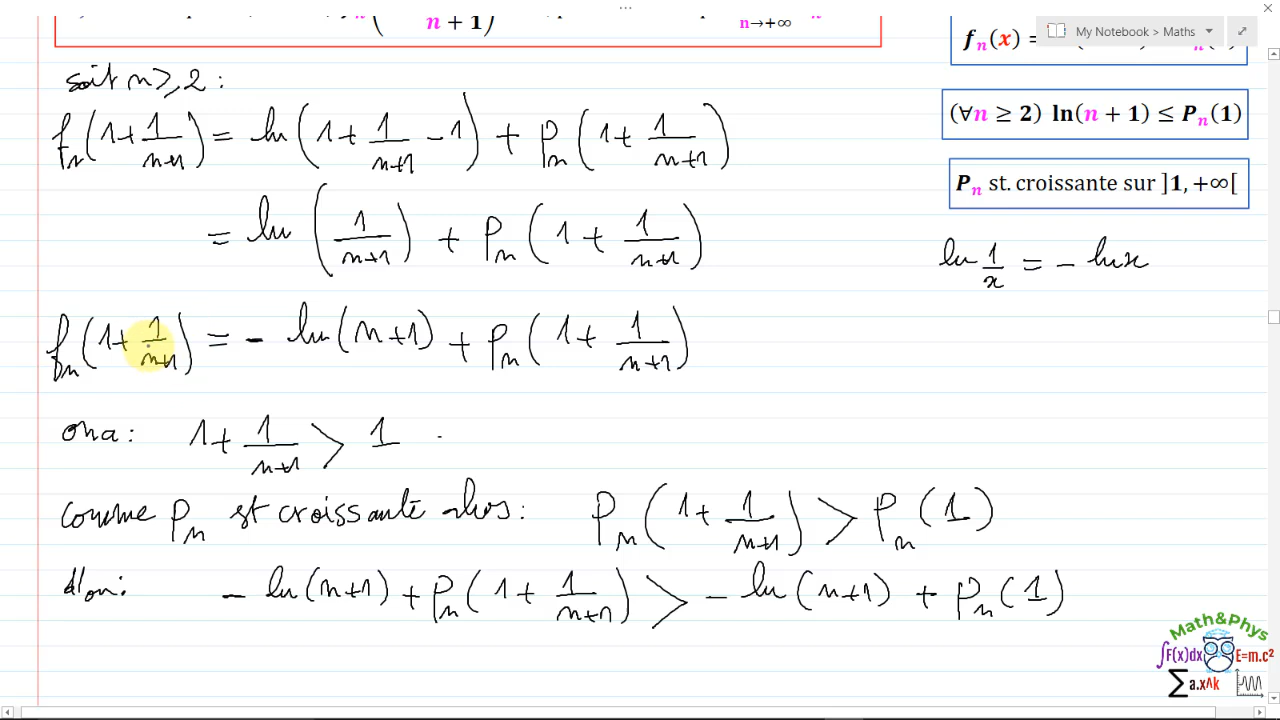 n + 1
n→+∞
My Notebook > Maths
fₙ(x) =
soit n ≥ 2 :
fₙ(1 + 1/(n+1)) = ln(1 + 1/(n+1) − 1) + Pₙ(1 + 1/(n+1))
(∀n ≥ 2) ln(n + 1) ≤ Pₙ(1)
Pₙ st. croissante sur ]1, +∞[
= ln(1/(n+1)) + Pₙ(1 + 1/(n+1))
ln 1/x = − ln x
fₙ(1 + 1/(n+1)) = − ln(n+1) + Pₙ(1 + 1/(n+1))
on a : 1 + 1/(n+1) > 1
comme Pₙ st croissante alors : Pₙ(1 + 1/(n+1)) > Pₙ(1)
d'où : − ln(n+1) + Pₙ(1 + 1/(n+1)) > − ln(n+1) + Pₙ(1)
Math&Phys
∫F(x)dx E=m.c²
∑ a.x∧k